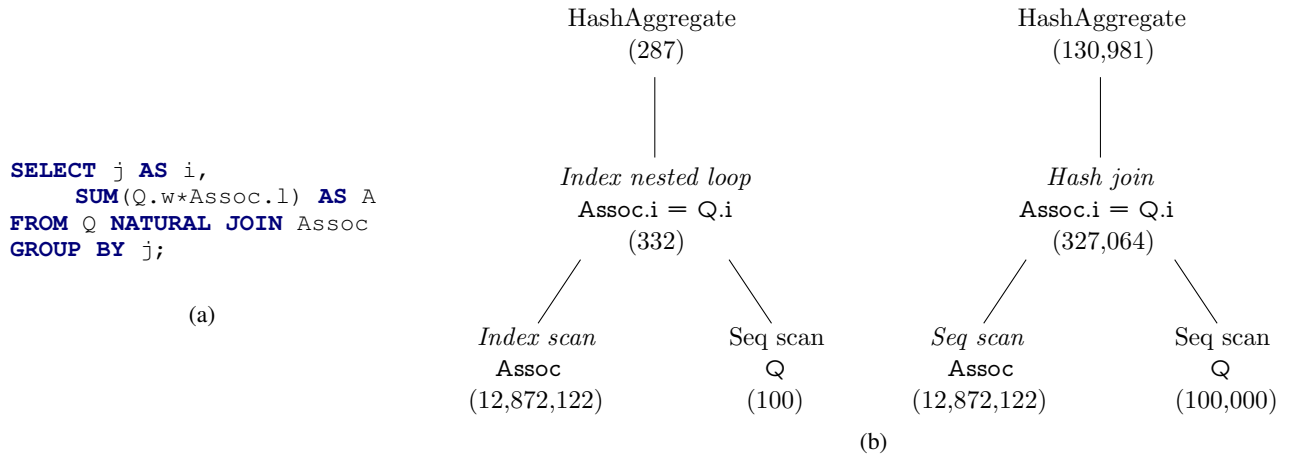 SELECT j AS i,
SUM(Q.w*Assoc.l) AS A
FROM Q NATURAL JOIN Assoc
GROUP BY j;
(a)
HashAggregate
(287)
Index nested loop
Assoc.i = Q.i
(332)
Index scan
Assoc
(12,872,122)
Seq scan
Q
(100)
HashAggregate
(130,981)
Hash join
Assoc.i = Q.i
(327,064)
Seq scan
Assoc
(12,872,122)
Seq scan
Q
(100,000)
(b)